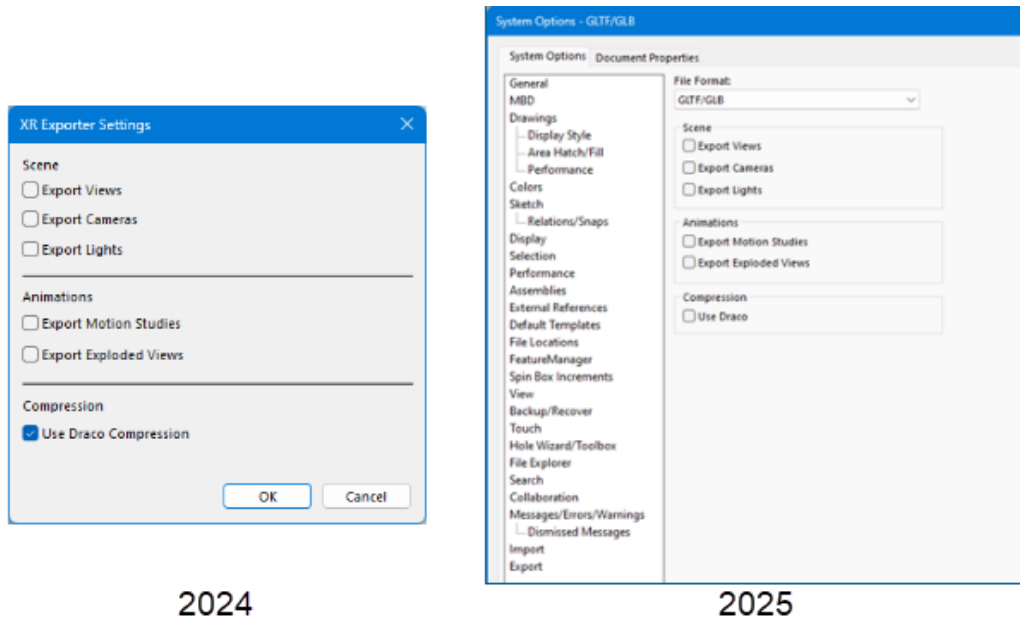 XR Exporter Settings
Scene
Export Views
Export Cameras
Export Lights
Animations
Export Motion Studies
Export Exploded Views
Compression
Use Draco Compression
OK Cancel
2024
System Options - GLTF/GLB
System Options Document Properties
General
MBD
Drawings
Display Style
Area Hatch/Fill
Performance
Colors
Sketch
Relations/Snaps
Display
Selection
Performance
Assemblies
External References
Default Templates
File Locations
FeatureManager
Spin Box Increments
View
Backup/Recover
Touch
Hole Wizard/Toolbox
File Explorer
Search
Collaboration
Messages/Errors/Warnings
Dismissed Messages
Import
Export
File Format:
GLTF/GLB
Scene
Export Views
Export Cameras
Export Lights
Animations
Export Motion Studies
Export Exploded Views
Compression
Use Draco
2025